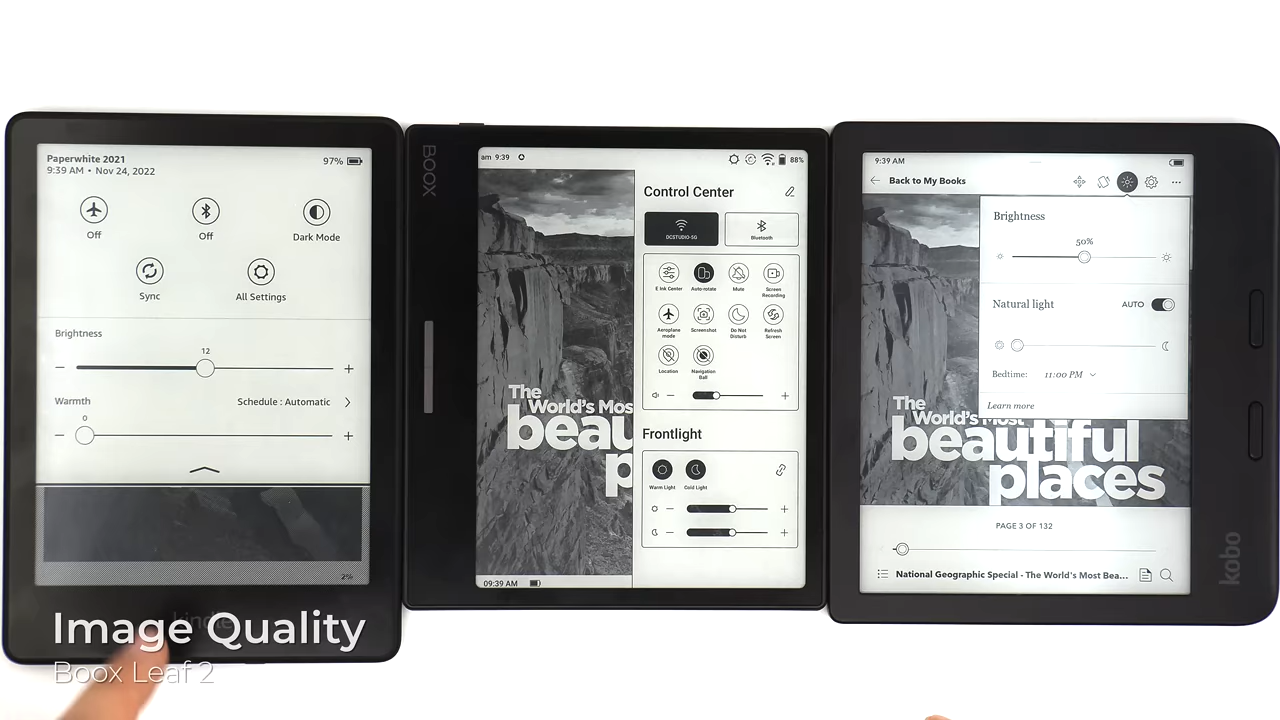 Paperwhite 2021
97%
9:39 AM • Nov 24, 2022
Off
Off
Dark Mode
Sync
All Settings
Brightness
12
Warmth
Schedule : Automatic
0
2%
kindle
Image Quality
Boox Leaf 2
BOOX
am 9:39
88%
Control Center
DCSTUDIO-5G
Bluetooth
E Ink Center
Auto-rotate
Mute
Screen
Recording
Aeroplane
mode
Screenshot
Do Not
Disturb
Refresh
Screen
Location
Navigation
Ball
Frontlight
Warm Light
Cold Light
The
World's Mos
beau
p
09:39 AM
9:39 AM
Back to My Books
Brightness
50%
Natural light
AUTO
Bedtime: 11:00 PM
Learn more
The
World's Most
beautiful
places
PAGE 3 OF 132
National Geographic Special - The World's Most Bea...
kobo